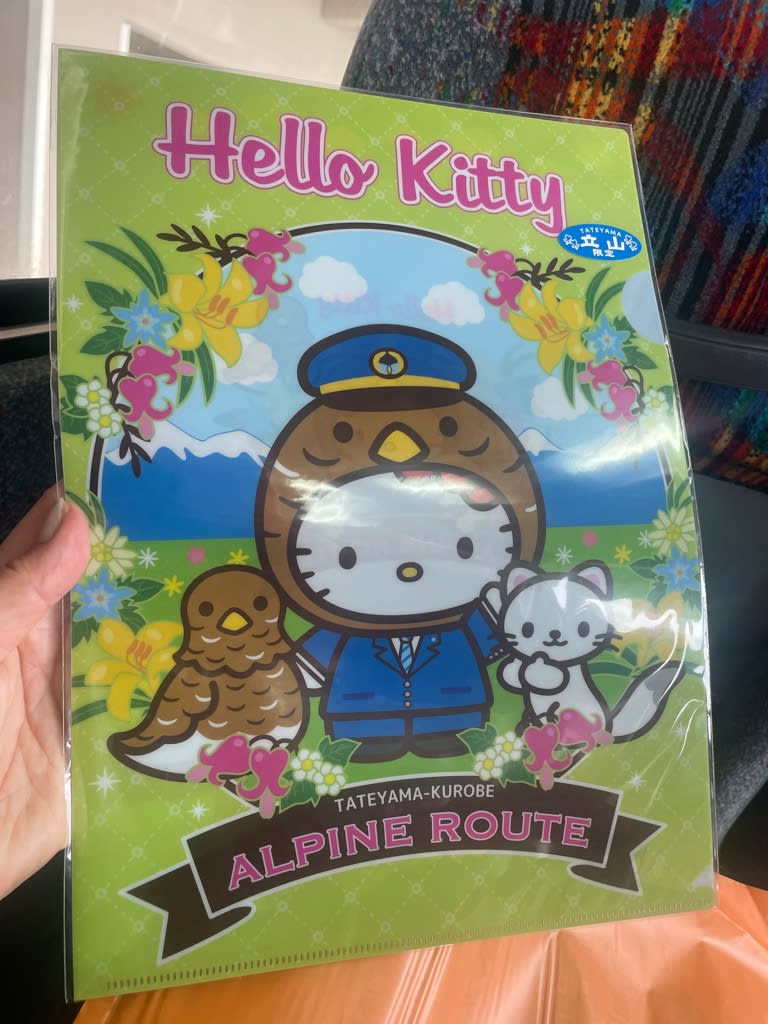 Hello Kitty
TATEYAMA
立山
限定
TATEYAMA-KUROBE
ALPINE ROUTE